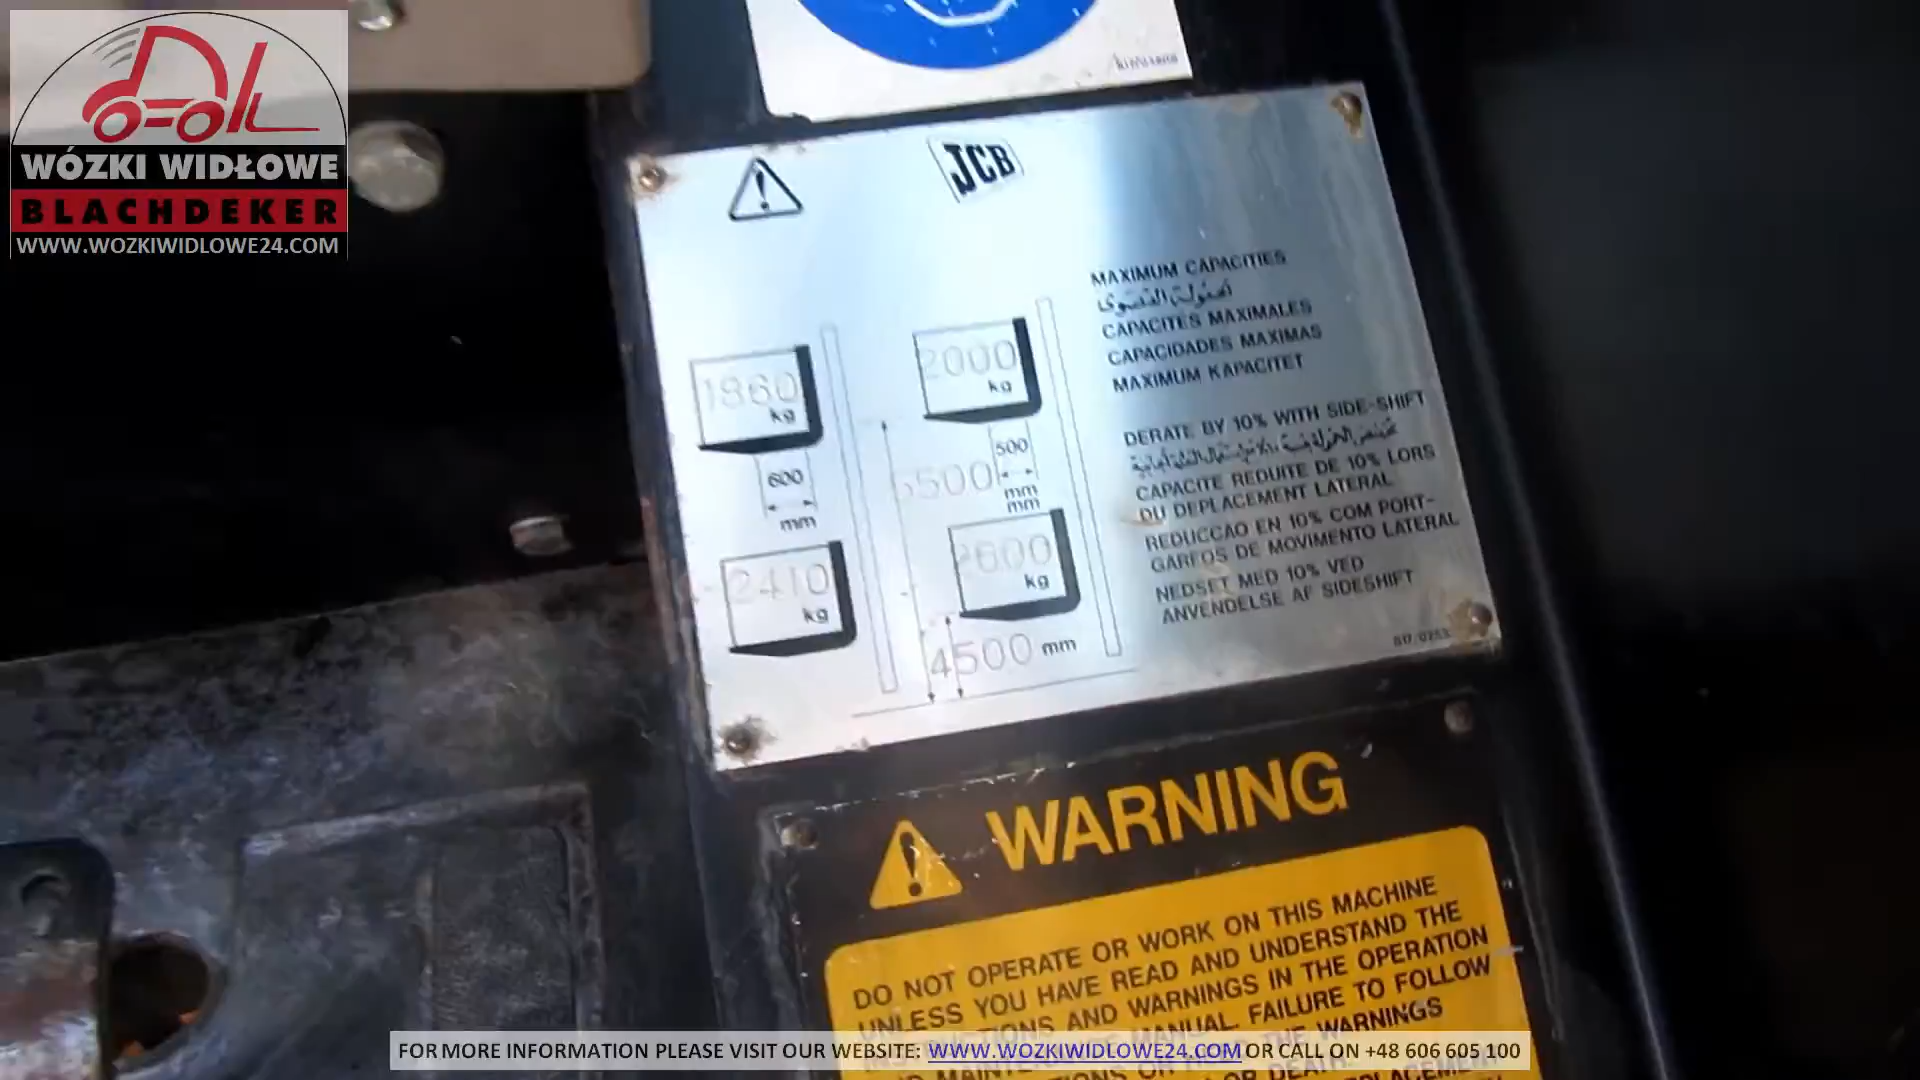 WÓZKI WIDŁOWE
BLACHDEKER
WWW.WOZKIWIDLOWE24.COM
JCB
MAXIMUM CAPACITIES
CAPACITES MAXIMALES
CAPACIDADES MAXIMAS
MAXIMUM KAPACITET
DERATE BY 10% WITH SIDE-SHIFT
CAPACITE REDUITE DE 10% LORS
DU DEPLACEMENT LATERAL
REDUCCAO EN 10% COM PORT-
GARFOS DE MOVIMENTO LATERAL
NEDSET MED 10% VED
ANVENDELSE AF SIDESHIFT
1860
kg
600
mm
2410
kg
2000
kg
500
mm
mm
2600
kg
4500 mm
WARNING
DO NOT OPERATE OR WORK ON THIS MACHINE
UNLESS YOU HAVE READ AND UNDERSTAND THE
AND WARNINGS IN THE OPERATION
MANUAL. FAILURE TO FOLLOW
WARNINGS
OR DEATH
FOR MORE INFORMATION PLEASE VISIT OUR WEBSITE: WWW.WOZKIWIDLOWE24.COM OR CALL ON +48 606 605 100